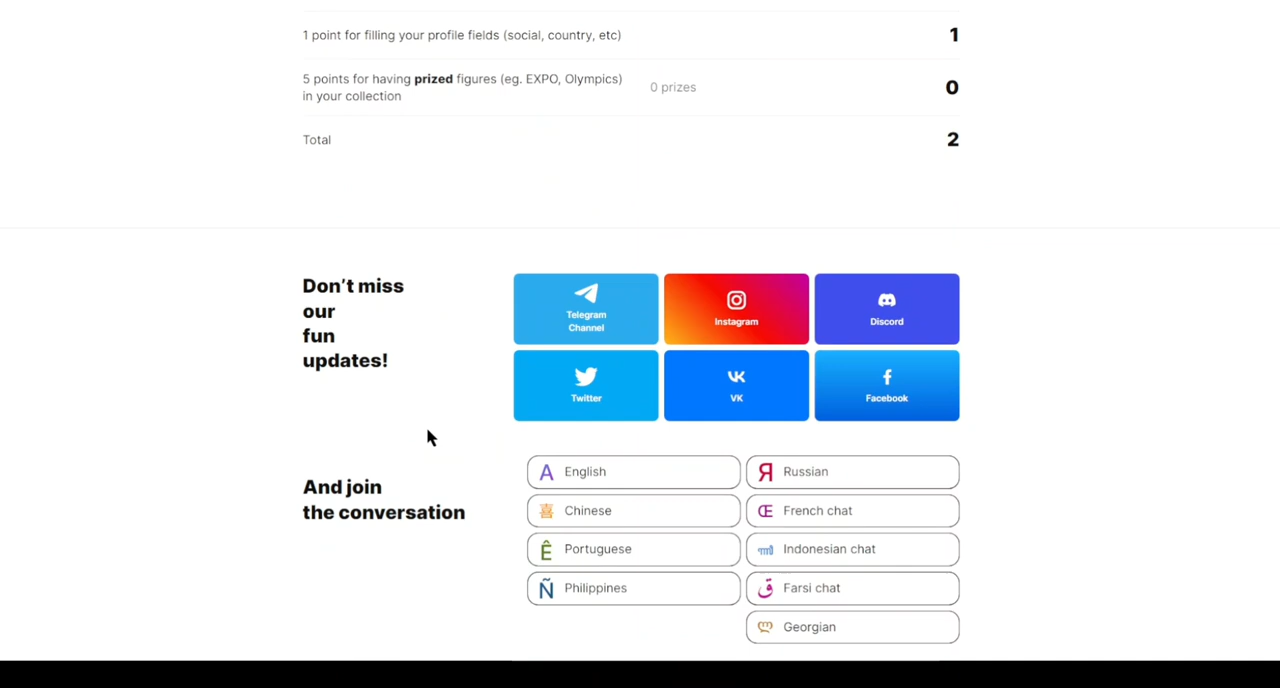 1 point for filling your profile fields (social, country, etc) 1
5 points for having prized figures (eg. EXPO, Olympics)
in your collection
0 prizes
0
Total 2
Don’t miss
our
fun
updates!
Telegram
Channel
Instagram
Discord
Twitter
VK
Facebook
And join
the conversation
A English
Я Russian
喜 Chinese
Œ French chat
Ê Portuguese
Indonesian chat
Ñ Philippines
ق Farsi chat
Georgian